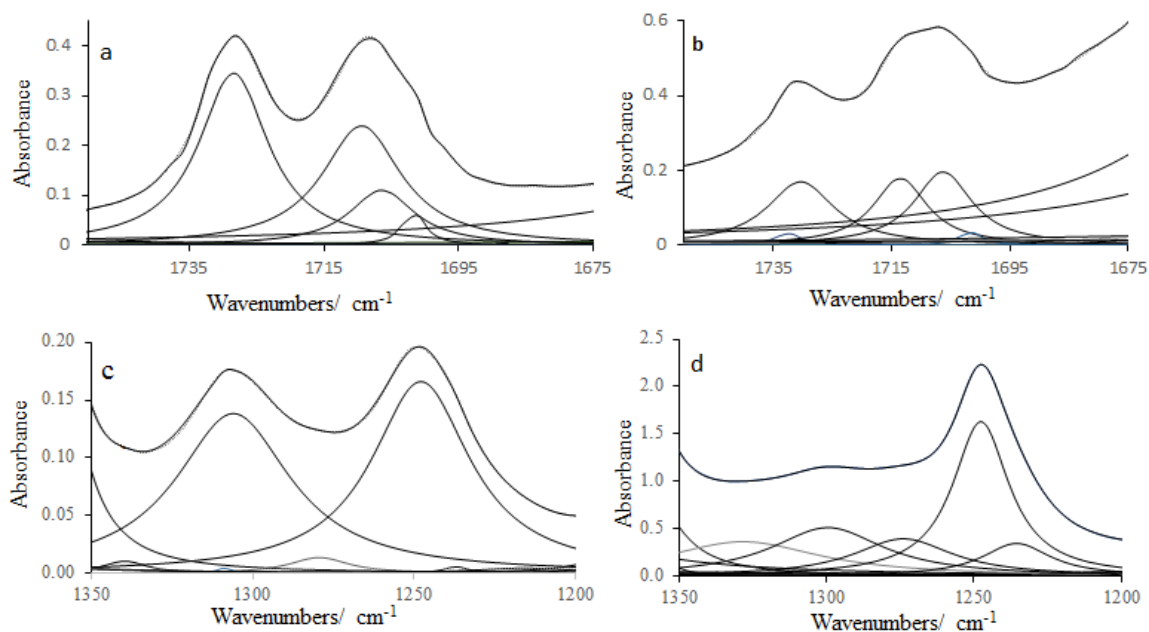 a
0.4
0.3
0.2
0.1
0
Absorbance
1735 1715 1695 1675
Wavenumbers/ cm-1
b
0.6
0.4
0.2
0
Absorbance
1735 1715 1695 1675
Wavenumbers/ cm-1
c
0.20
0.15
0.10
0.05
0.00
Absorbance
1350 1300 1250 1200
Wavenumbers/ cm-1
d
2.5
2.0
1.5
1.0
0.5
0.0
Absorbance
1350 1300 1250 1200
Wavenumbers/ cm-1